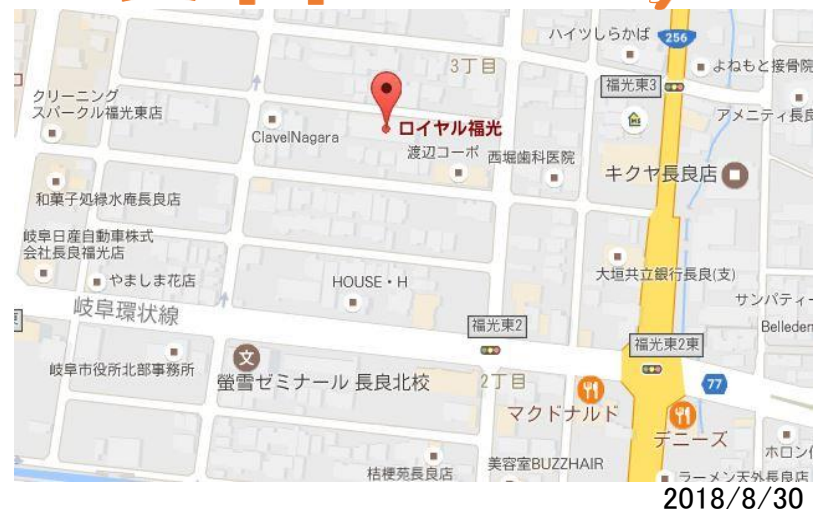 ハイツしらかば
256
3丁目
よねもと接骨院
福光東3
クリーニング
スパークル福光東店
アメニティ長良
ロイヤル福光
ClavelNagara
渡辺コーポ
西堀歯科医院
キクヤ長良店
和菓子処緑水庵長良店
岐阜日産自動車株式
会社長良福光店
やましま花店
HOUSE・H
大垣共立銀行長良(支)
サンパティー
岐阜環状線
福光東2
Belleden
福光東2東
岐阜市役所北部事務所
文
螢雪ゼミナール 長良北校
2丁目
77
マクドナルド
デニーズ
ホロン
桔梗苑長良店
美容室BUZZHAIR
ラーメン天外長良店
2018/8/30